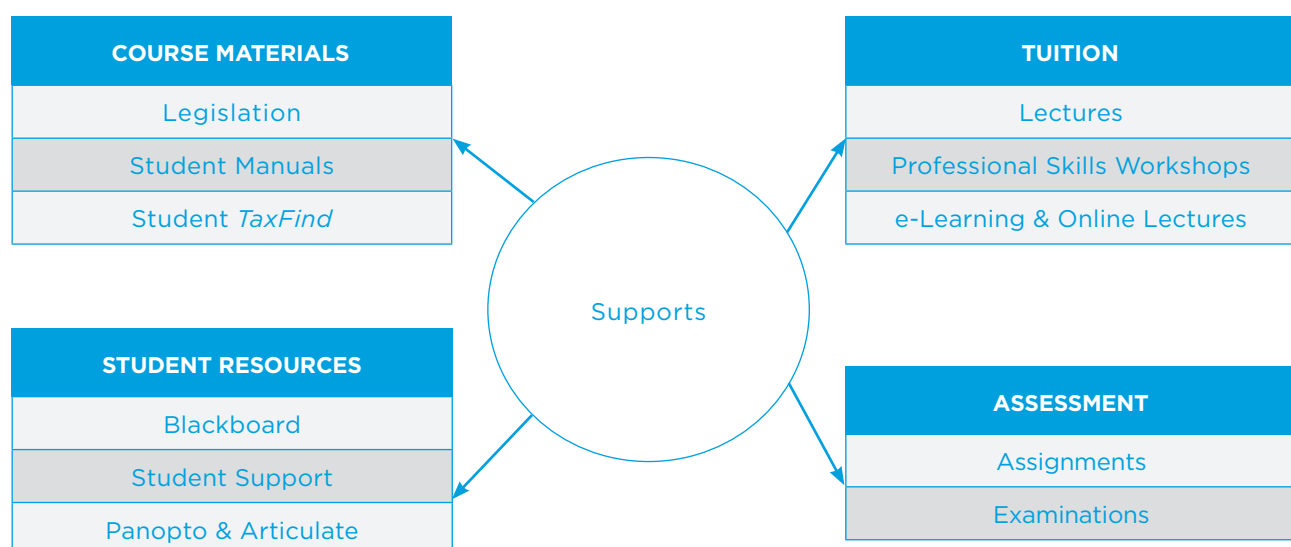 COURSE MATERIALS
Legislation
Student Manuals
Student TaxFind
TUITION
Lectures
Professional Skills Workshops
e-Learning & Online Lectures
Supports
STUDENT RESOURCES
Blackboard
Student Support
Panopto & Articulate
ASSESSMENT
Assignments
Examinations